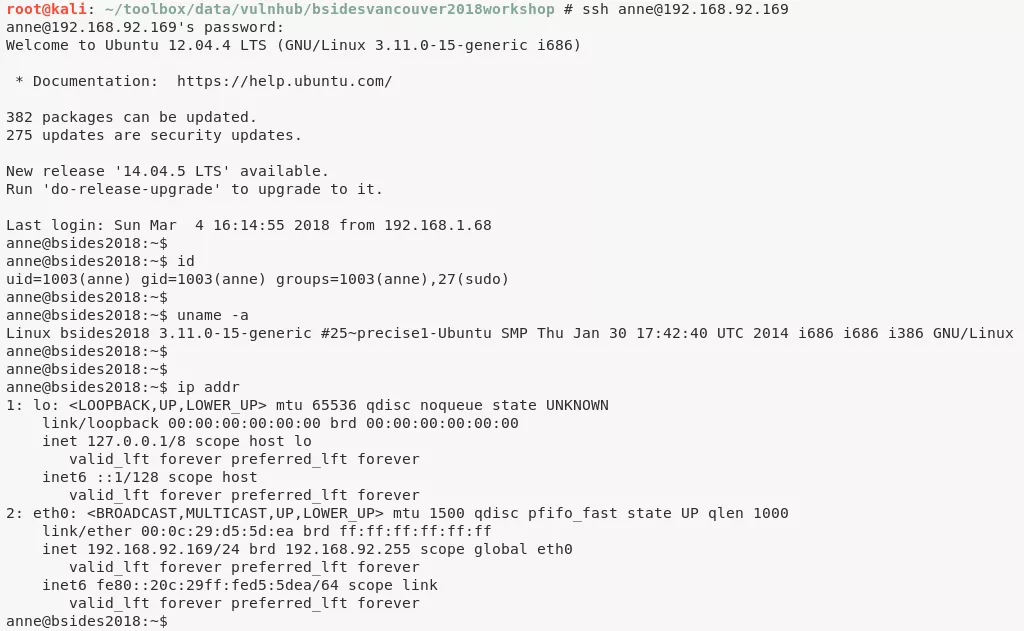 root@kali: ~/toolbox/data/vulnhub/bsidesvancouver2018workshop # ssh anne@192.168.92.169
anne@192.168.92.169's password:
Welcome to Ubuntu 12.04.4 LTS (GNU/Linux 3.11.0-15-generic i686)

 * Documentation:  https://help.ubuntu.com/

382 packages can be updated.
275 updates are security updates.

New release '14.04.5 LTS' available.
Run 'do-release-upgrade' to upgrade to it.

Last login: Sun Mar  4 16:14:55 2018 from 192.168.1.68
anne@bsides2018:~$
anne@bsides2018:~$ id
uid=1003(anne) gid=1003(anne) groups=1003(anne),27(sudo)
anne@bsides2018:~$
anne@bsides2018:~$ uname -a
Linux bsides2018 3.11.0-15-generic #25~precise1-Ubuntu SMP Thu Jan 30 17:42:40 UTC 2014 i686 i686 i386 GNU/Linux
anne@bsides2018:~$
anne@bsides2018:~$
anne@bsides2018:~$ ip addr
1: lo: <LOOPBACK,UP,LOWER_UP> mtu 65536 qdisc noqueue state UNKNOWN
    link/loopback 00:00:00:00:00:00 brd 00:00:00:00:00:00
    inet 127.0.0.1/8 scope host lo
       valid_lft forever preferred_lft forever
    inet6 ::1/128 scope host
       valid_lft forever preferred_lft forever
2: eth0: <BROADCAST,MULTICAST,UP,LOWER_UP> mtu 1500 qdisc pfifo_fast state UP qlen 1000
    link/ether 00:0c:29:d5:5d:ea brd ff:ff:ff:ff:ff:ff
    inet 192.168.92.169/24 brd 192.168.92.255 scope global eth0
       valid_lft forever preferred_lft forever
    inet6 fe80::20c:29ff:fed5:5dea/64 scope link
       valid_lft forever preferred_lft forever
anne@bsides2018:~$